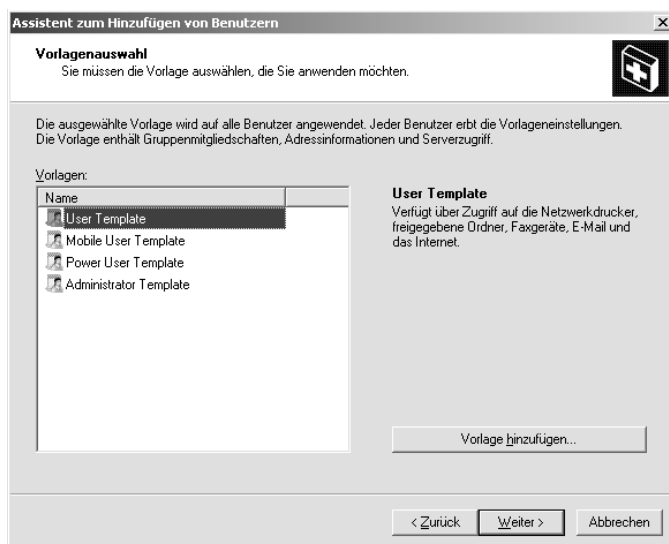 Assistent zum Hinzufügen von Benutzern
Vorlagenauswahl
Sie müssen die Vorlage auswählen, die Sie anwenden möchten.
Die ausgewählte Vorlage wird auf alle Benutzer angewendet. Jeder Benutzer erbt die Vorlageneinstellungen.
Die Vorlage enthält Gruppenmitgliedschaften, Adressinformationen und Serverzugriff.
Vorlagen:
Name
User Template
Mobile User Template
Power User Template
Administrator Template
User Template
Verfügt über Zugriff auf die Netzwerkdrucker,
freigegebene Ordner, Faxgeräte, E-Mail und
das Internet.
Vorlage hinzufügen...
< Zurück Weiter > Abbrechen